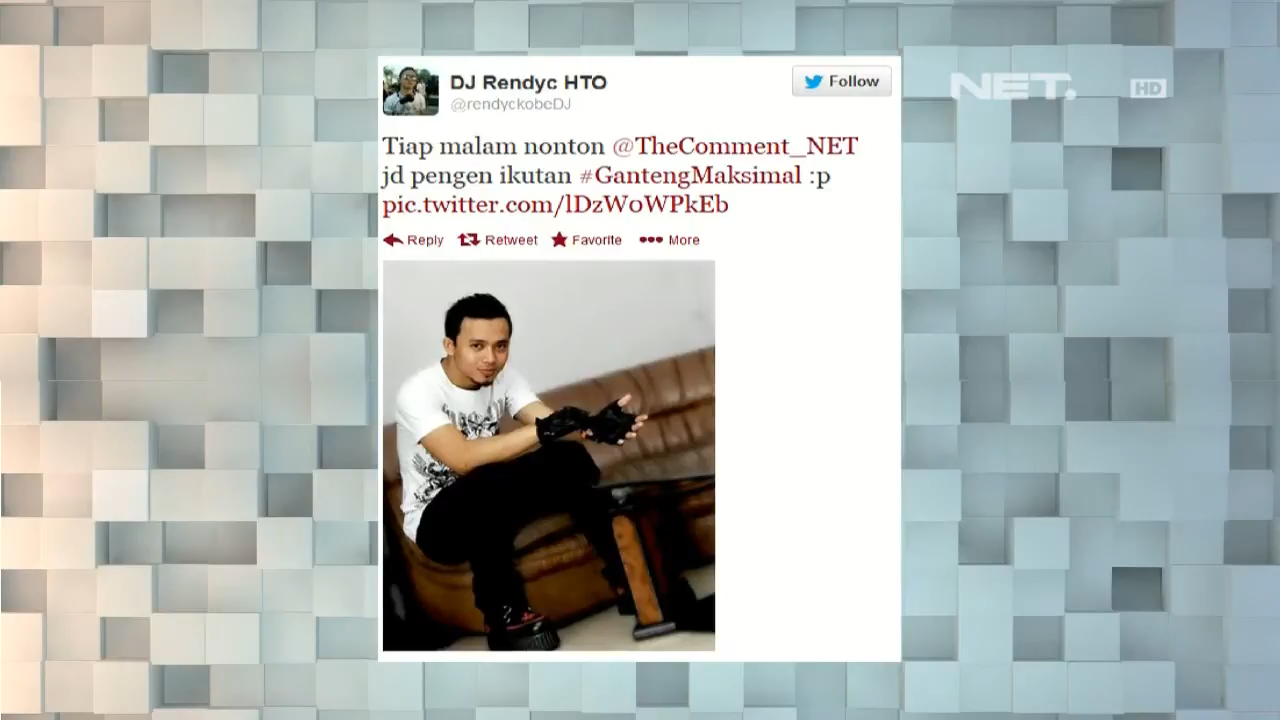 DJ Rendyc HTO
@rendyckobeDJ
Follow
NET.
HD
Tiap malam nonton @TheComment_NET
jd pengen ikutan #GantengMaksimal :p
pic.twitter.com/lDzW0WPkEb
Reply Retweet Favorite More